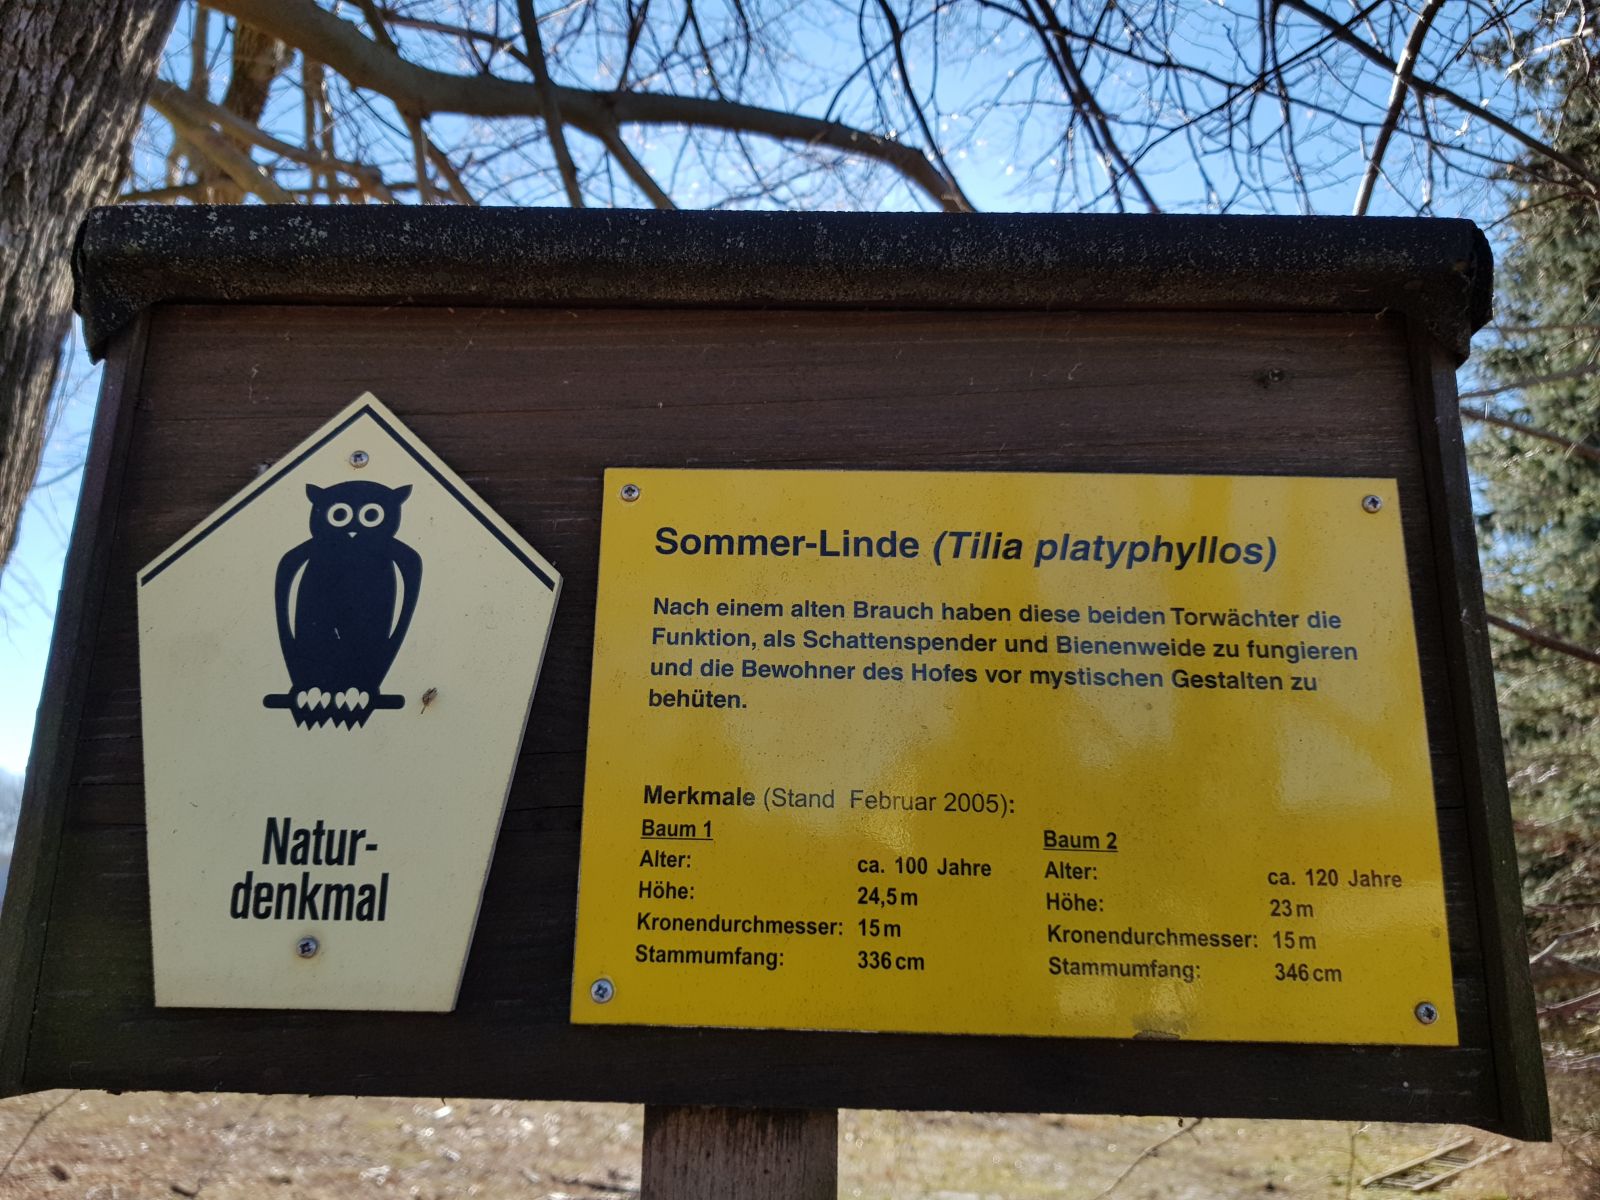 Natur-
denkmal
Sommer-Linde (Tilia platyphyllos)
Nach einem alten Brauch haben diese beiden Torwächter die
Funktion, als Schattenspender und Bienenweide zu fungieren
und die Bewohner des Hofes vor mystischen Gestalten zu
behüten.
Merkmale (Stand Februar 2005):
Baum 1
Alter: ca. 100 Jahre
Höhe: 24,5 m
Kronendurchmesser: 15 m
Stammumfang: 336 cm
Baum 2
Alter: ca. 120 Jahre
Höhe: 23 m
Kronendurchmesser: 15 m
Stammumfang: 346 cm